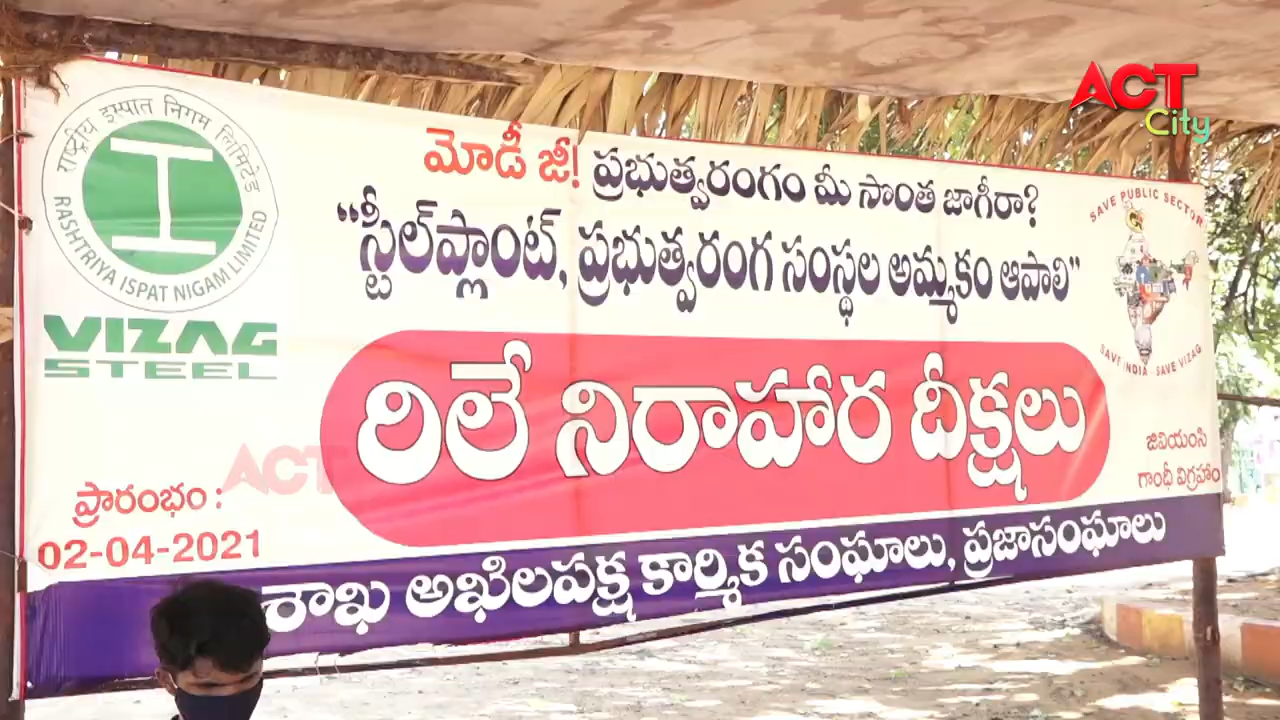 ACT
City
राष्ट्रीय इस्पात निगम लिमिटेड
RASHTRIYA ISPAT NIGAM LIMITED
VIZAG
STEEL
మోడీ జీ! ప్రభుత్వరంగం మీ సొంత జాగీరా?
“స్టీల్‌ప్లాంట్, ప్రభుత్వరంగ సంస్థల అమ్మకం ఆపాలి”
SAVE PUBLIC SECTOR
SAVE INDIA SAVE VIZAG
రిలే నిరాహార దీక్షలు
ACT
ప్రారంభం :
02-04-2021
జివియంసి
గాంధీ విగ్రహం
శాఖ అఖిలపక్ష కార్మిక సంఘాలు, ప్రజాసంఘాలు